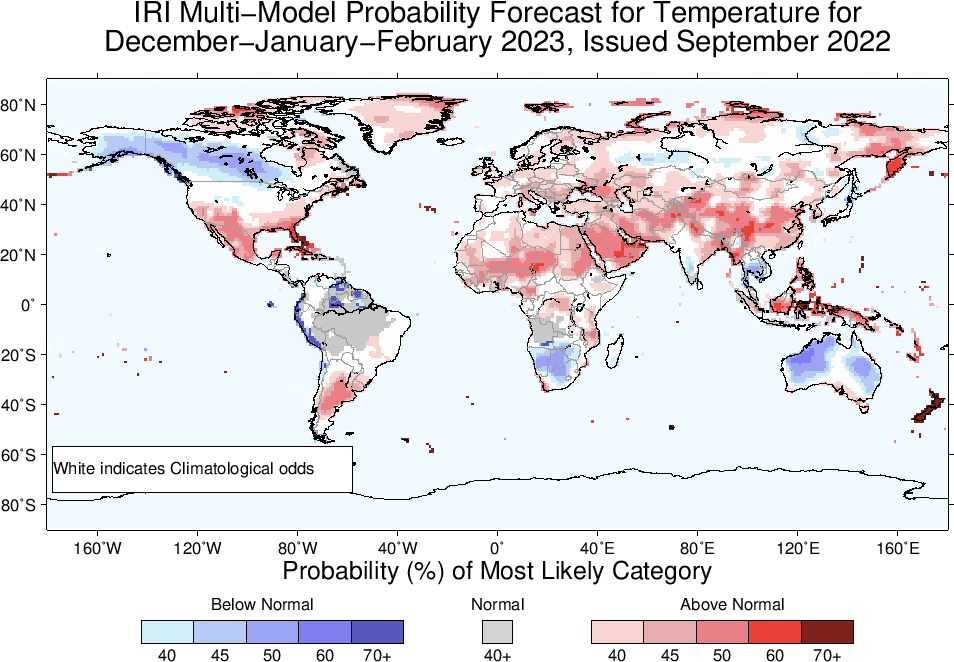 IRI Multi−Model Probability Forecast for Temperature for
December−January−February 2023, Issued September 2022
80˚N
60˚N
40˚N
20˚N
0˚
20˚S
40˚S
60˚S
80˚S
White indicates Climatological odds
160˚W 120˚W 80˚W 40˚W 0˚ 40˚E 80˚E 120˚E 160˚E
Probability (%) of Most Likely Category
Below Normal Normal Above Normal
40 45 50 60 70+ 40+ 40 45 50 60 70+